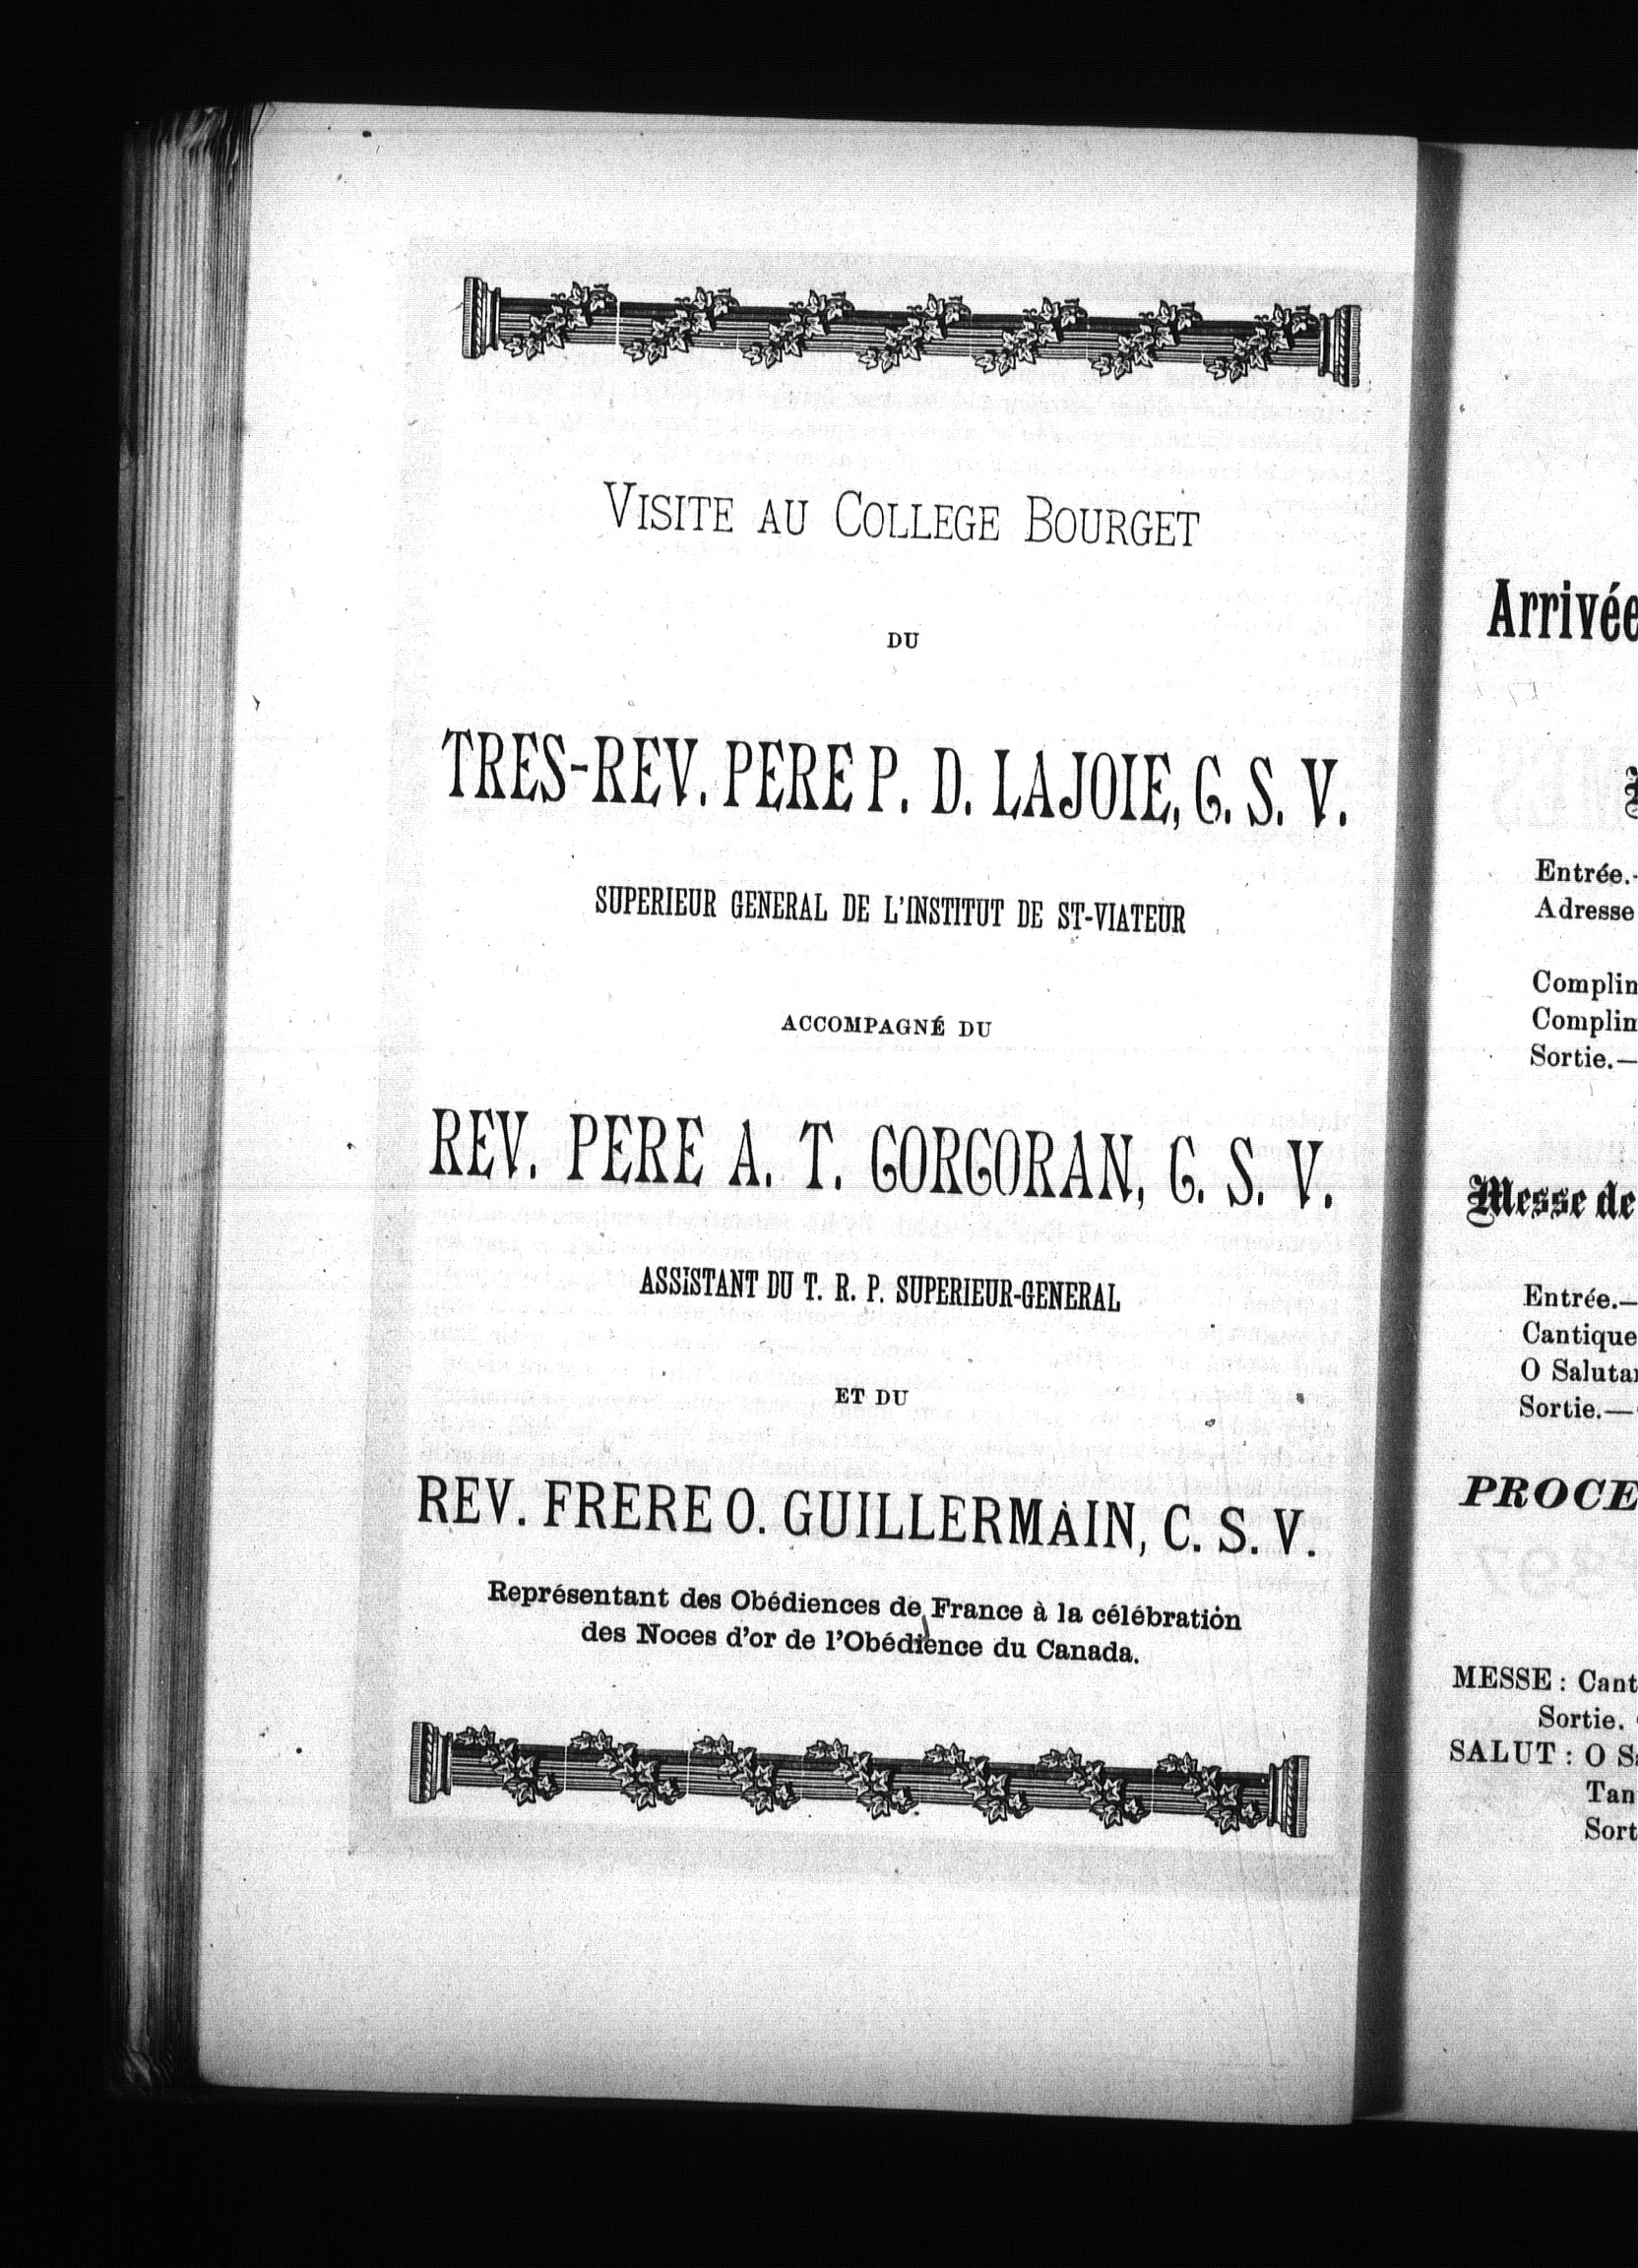 VISITE AU COLLEGE BOURGET
DU
TRES-REV. PERE P. D. LAJOIE, C. S. V.
SUPERIEUR GENERAL DE L'INSTITUT DE ST-VIATEUR
ACCOMPAGNÉ DU
REV. PERE A. T. CORCORAN, C. S. V.
ASSISTANT DU T. R. P. SUPERIEUR-GENERAL
ET DU
REV. FRERE O. GUILLERMAIN, C. S. V.
Représentant des Obédiences de France à la célébration
des Noces d'or de l'Obédience du Canada.
Arrivée
Entrée.-
Adresse
Complim
Complim
Sortie.—
Messe de
Entrée.—
Cantique
O Salutar
Sortie.—
PROCE
MESSE : Cant
Sortie.
SALUT : O Sa
Tan
Sort